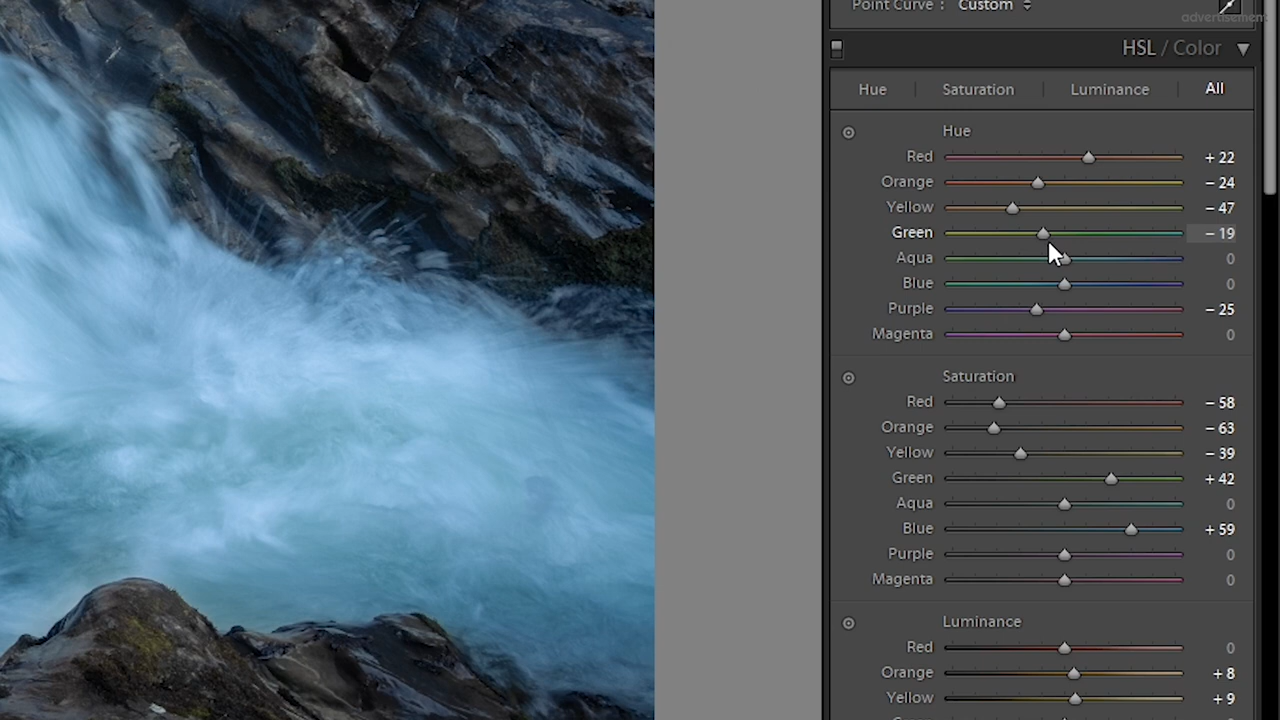 Point Curve : Custom
advertisement
HSL / Color
Hue Saturation Luminance All
Hue
Red + 22
Orange − 24
Yellow − 47
Green − 19
Aqua 0
Blue 0
Purple − 25
Magenta 0
Saturation
Red − 58
Orange − 63
Yellow − 39
Green + 42
Aqua 0
Blue + 59
Purple 0
Magenta 0
Luminance
Red 0
Orange + 8
Yellow + 9